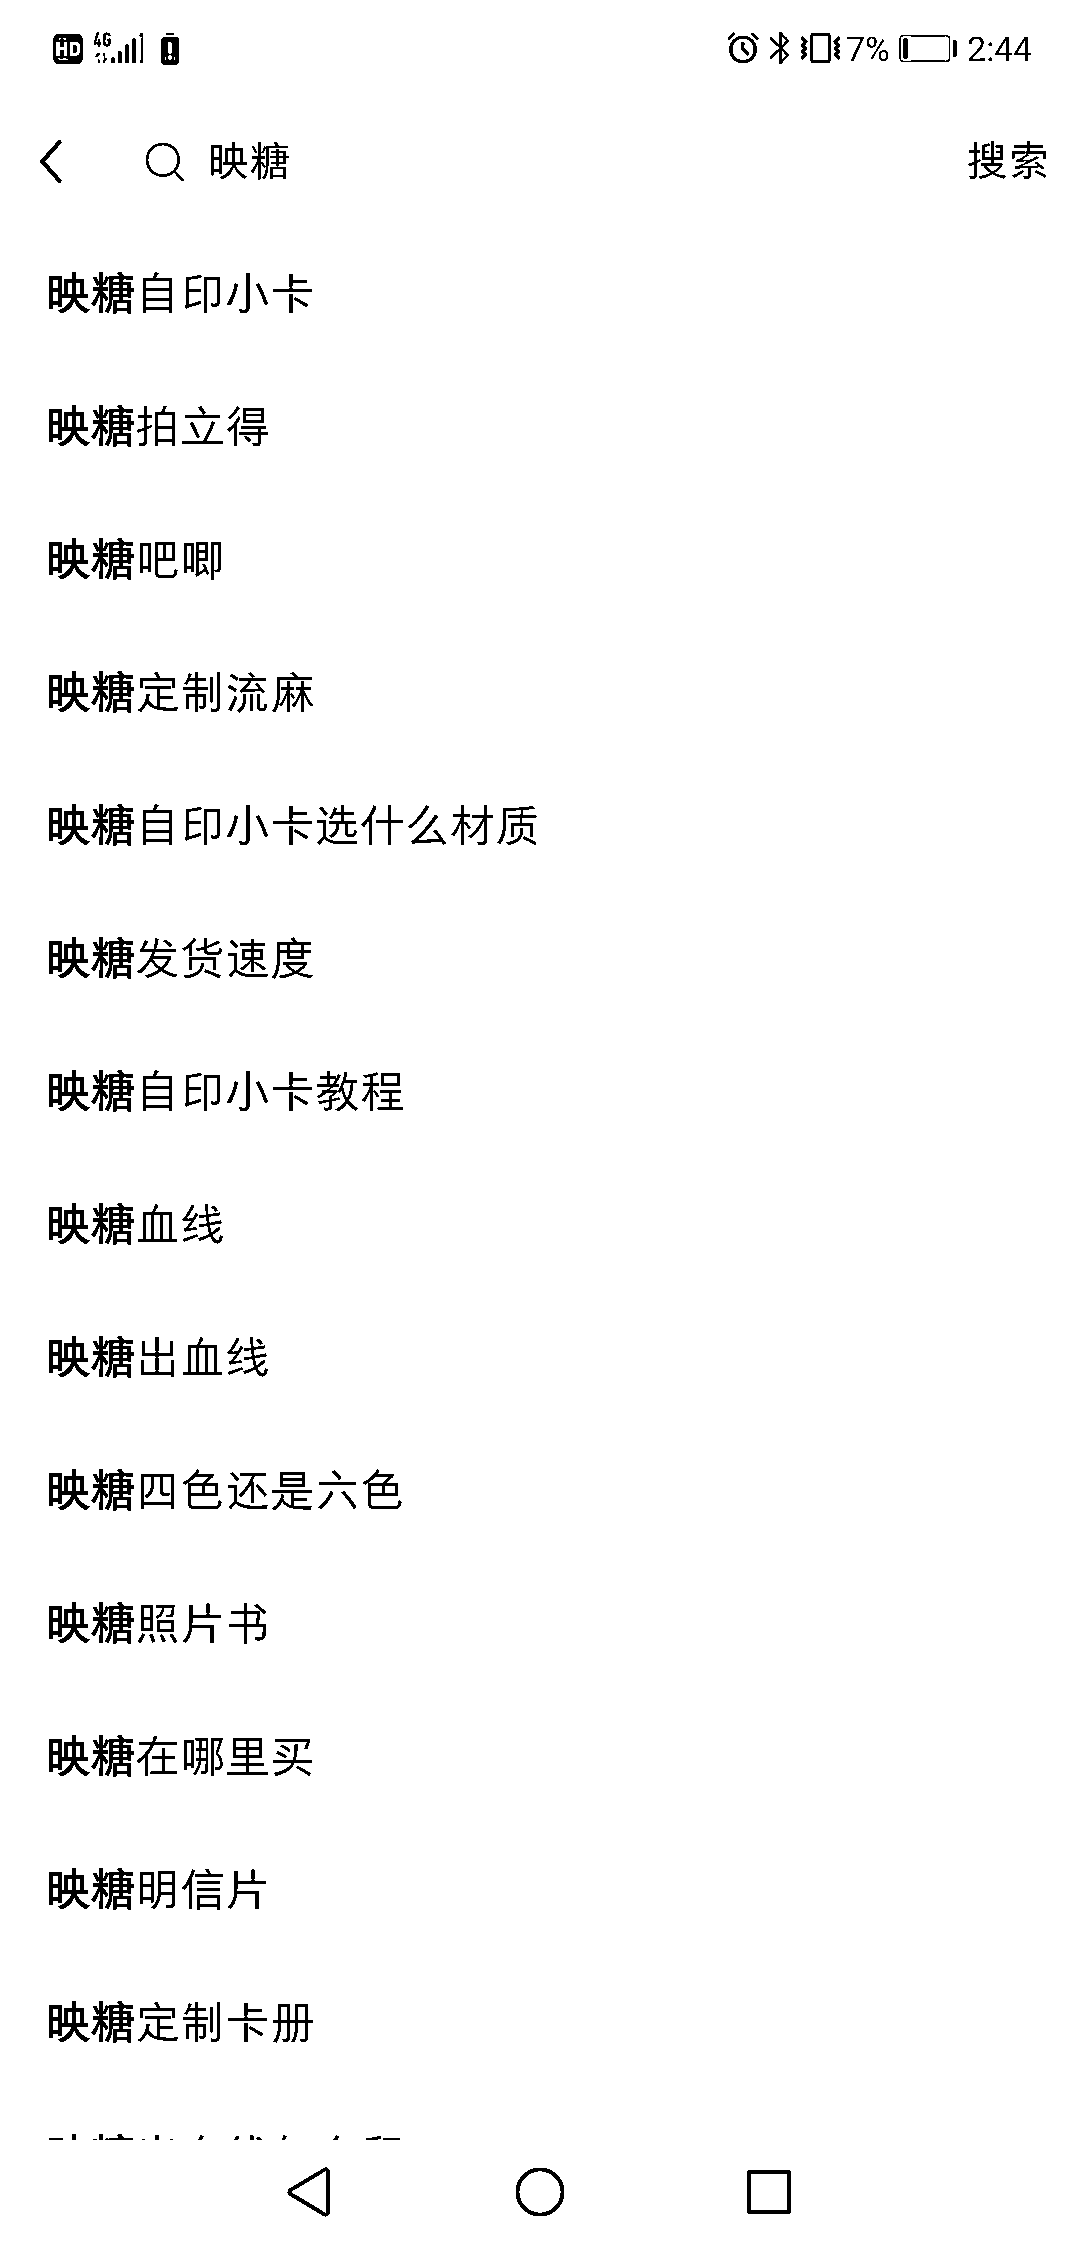 HD 4G 7% 2:44
映糖 搜索
映糖自印小卡
映糖拍立得
映糖吧唧
映糖定制流麻
映糖自印小卡选什么材质
映糖发货速度
映糖自印小卡教程
映糖血线
映糖出血线
映糖四色还是六色
映糖照片书
映糖在哪里买
映糖明信片
映糖定制卡册